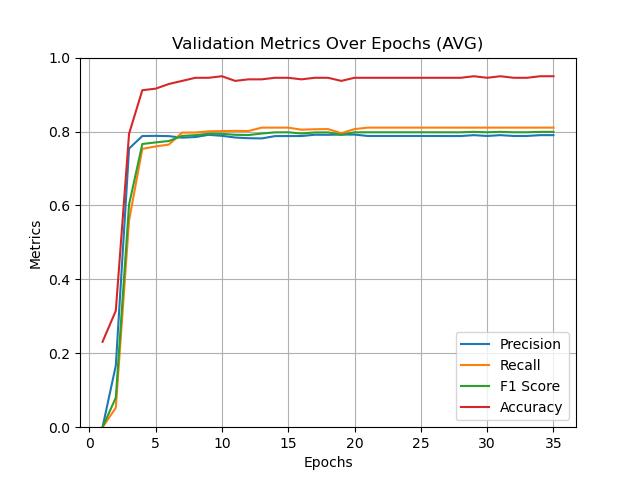 Validation Metrics Over Epochs (AVG)
1.0
0.8
0.6
0.4
0.2
0.0
Metrics
0 5 10 15 20 25 30 35
Epochs
Precision
Recall
F1 Score
Accuracy